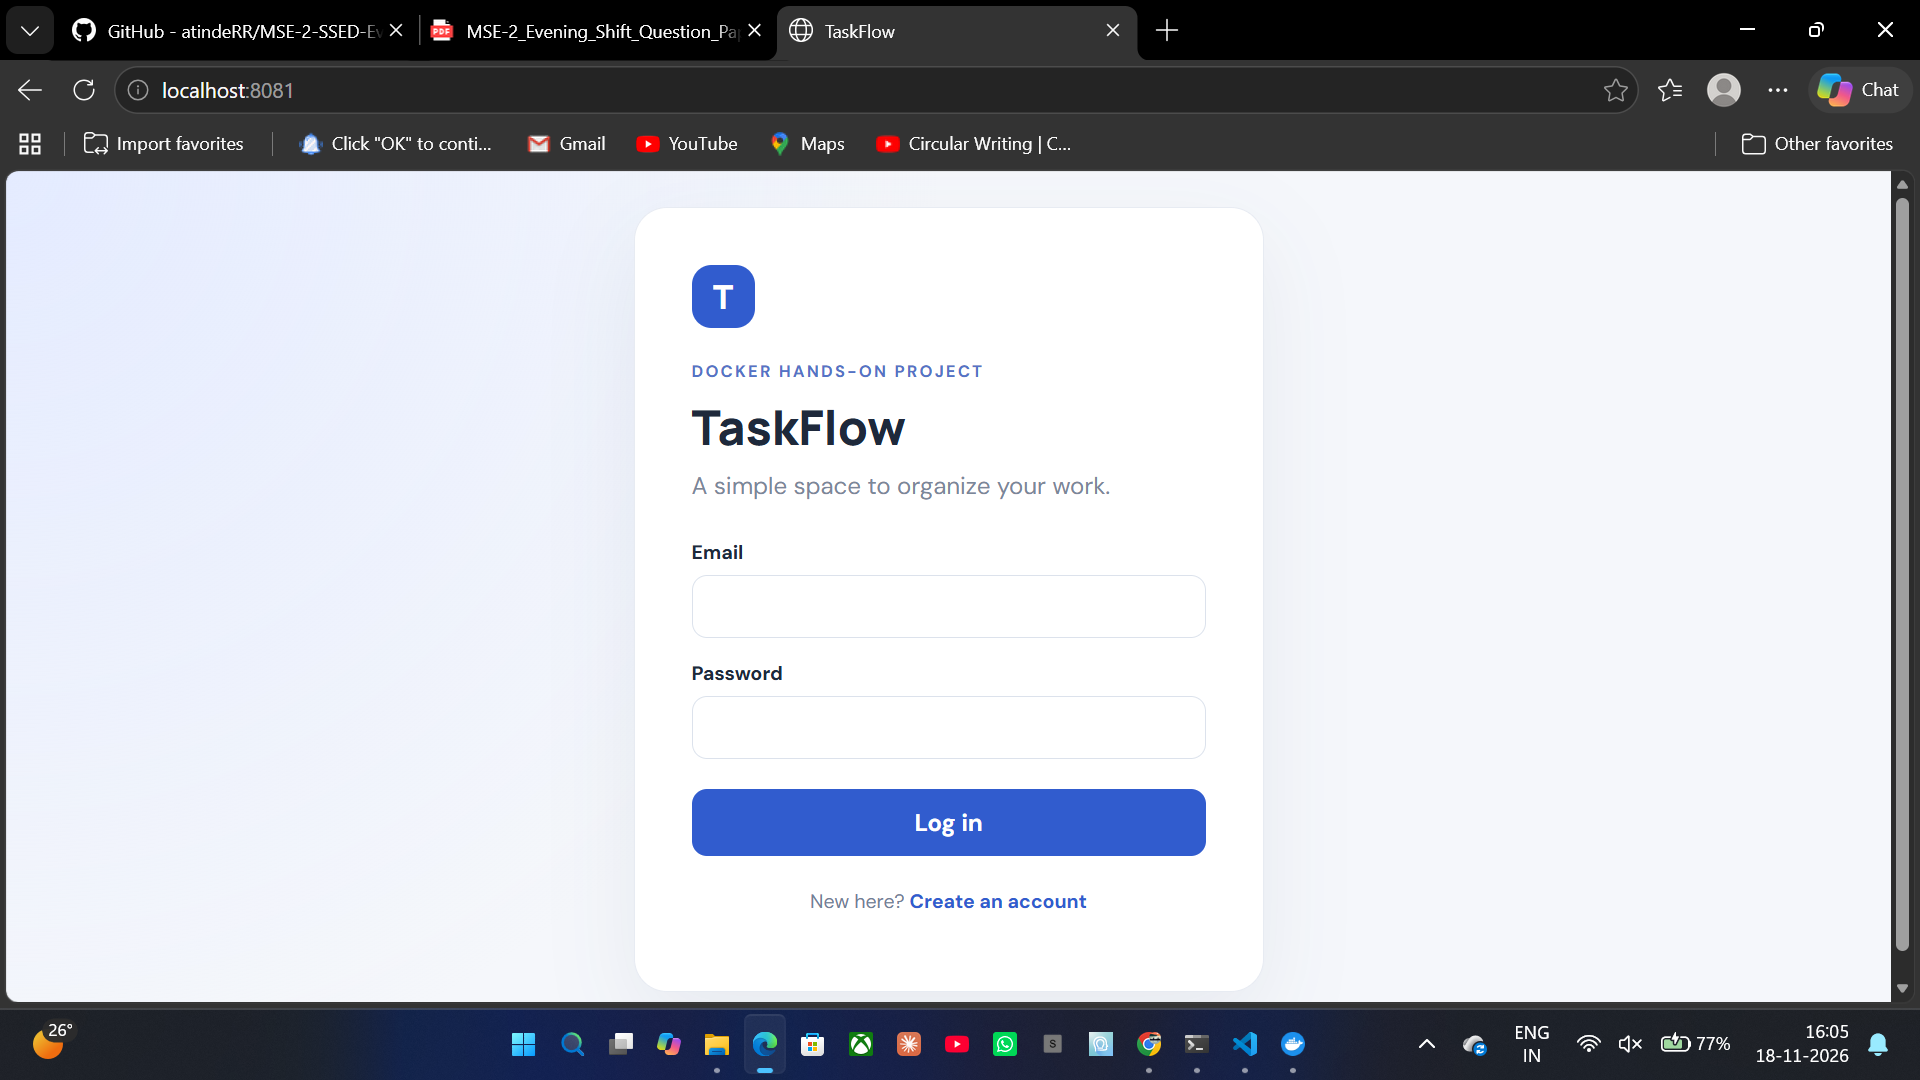 GitHub - atindeRR/MSE-2-SSED-Ev
MSE-2_Evening_Shift_Question_Pa
TaskFlow
localhost:8081
Chat
Import favorites
Click "OK" to conti...
Gmail
YouTube
Maps
Circular Writing | C...
Other favorites
T
DOCKER HANDS-ON PROJECT
TaskFlow
A simple space to organize your work.
Email
Password
Log in
New here? Create an account
26°
ENG
IN
77%
16:05
18-11-2026